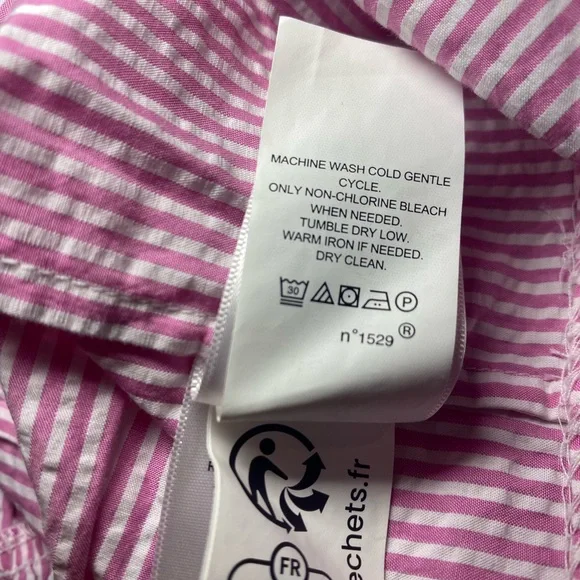 MACHINE WASH COLD GENTLE
CYCLE.
ONLY NON-CHLORINE BLEACH
WHEN NEEDED.
TUMBLE DRY LOW.
WARM IRON IF NEEDED.
DRY CLEAN.
30 P
n°1529 ®
echets.fr
FR